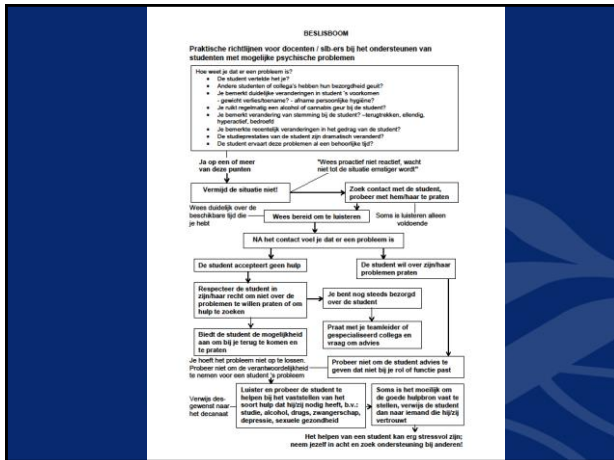 BESLISBOOM
Praktische richtlijnen voor docenten / slb-ers bij het ondersteunen van
studenten met mogelijke psychische problemen
Hoe weet je dat er een probleem is?
• De student vertelde het je?
• Andere studenten of collega's hebben hun bezorgdheid geuit?
• Je bemerkt duidelijke veranderingen in student 's voorkomen
- gewicht verlies/toename? - afname persoonlijke hygiëne?
• Je ruikt regelmatig een alcohol of cannabis geur bij de student?
• Je bemerkt verandering van stemming bij de student? –terugtrekken, ellendig,
hyperactief, bedroefd
• Je bemerkte recentelijk veranderingen in het gedrag van de student?
• De studieprestaties van de student zijn dramatisch veranderd?
• De student ervaart deze problemen al een behoorlijke tijd?
Ja op een of meer
van deze punten
"Wees proactief niet reactief, wacht
niet tot de situatie ernstiger wordt"
Vermijd de situatie niet!
Zoek contact met de student,
probeer met hem/haar te praten
Wees duidelijk over de
beschikbare tijd die
je hebt
Wees bereid om te luisteren
Soms is luisteren alleen
voldoende
NA het contact voel je dat er een probleem is
De student accepteert geen hulp
De student wil over zijn/haar
problemen praten
Respecteer de student in
zijn/haar recht om niet over de
problemen te willen praten of om
hulp te zoeken
Je bent nog steeds bezorgd
over de student
Biedt de student de mogelijkheid
aan om bij je terug te komen en
te praten
Praat met je teamleider of
gespecialiseerd collega en
vraag om advies
Je hoeft het probleem niet op te lossen.
Probeer niet om de verantwoordelijkheid
te nemen voor een student 's probleem
Probeer niet om de student advies te
geven dat niet bij je rol of functie past
Verwijs des-
gewenst naar
het decanaat
Luister en probeer de student te
helpen bij het vaststellen van het
soort hulp dat hij/zij nodig heeft, b.v.:
studie, alcohol, drugs, zwangerschap,
depressie, sexuele gezondheid
Soms is het moeilijk om
de goede hulpbron vast te
stellen, verwijs de student
dan naar iemand die hij/zij
vertrouwt
Het helpen van een student kan erg stressvol zijn;
neem jezelf in acht en zoek ondersteuning bij anderen!